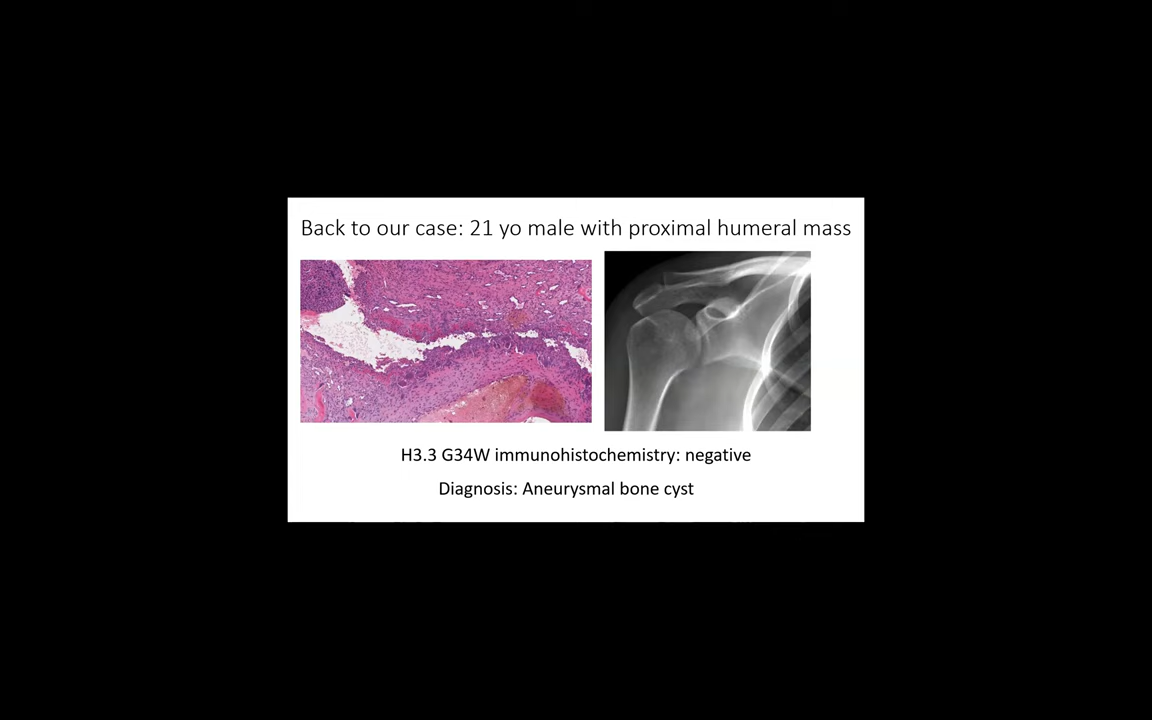 Back to our case: 21 yo male with proximal humeral mass
H3.3 G34W immunohistochemistry: negative
Diagnosis: Aneurysmal bone cyst